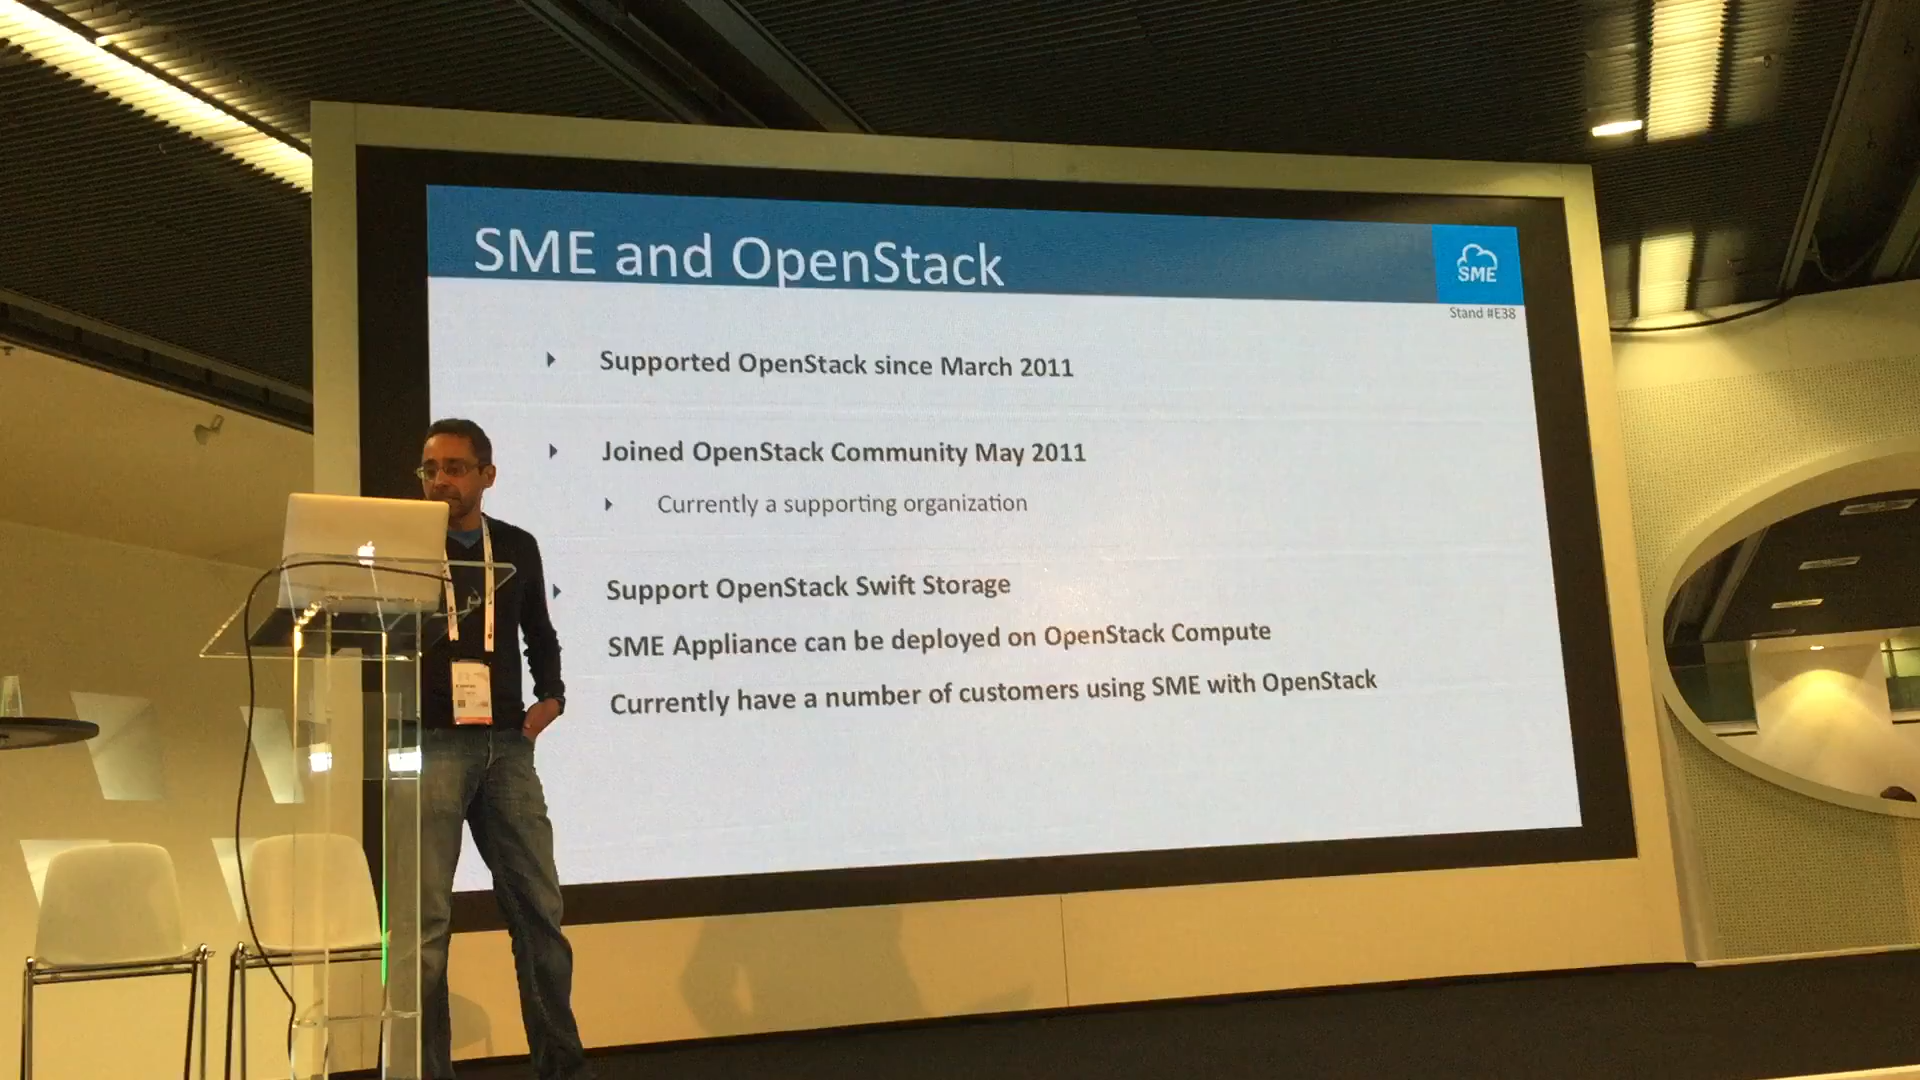 SME and OpenStack
SME
Stand #E38
Supported OpenStack since March 2011
Joined OpenStack Community May 2011
Currently a supporting organization
Support OpenStack Swift Storage
SME Appliance can be deployed on OpenStack Compute
Currently have a number of customers using SME with OpenStack